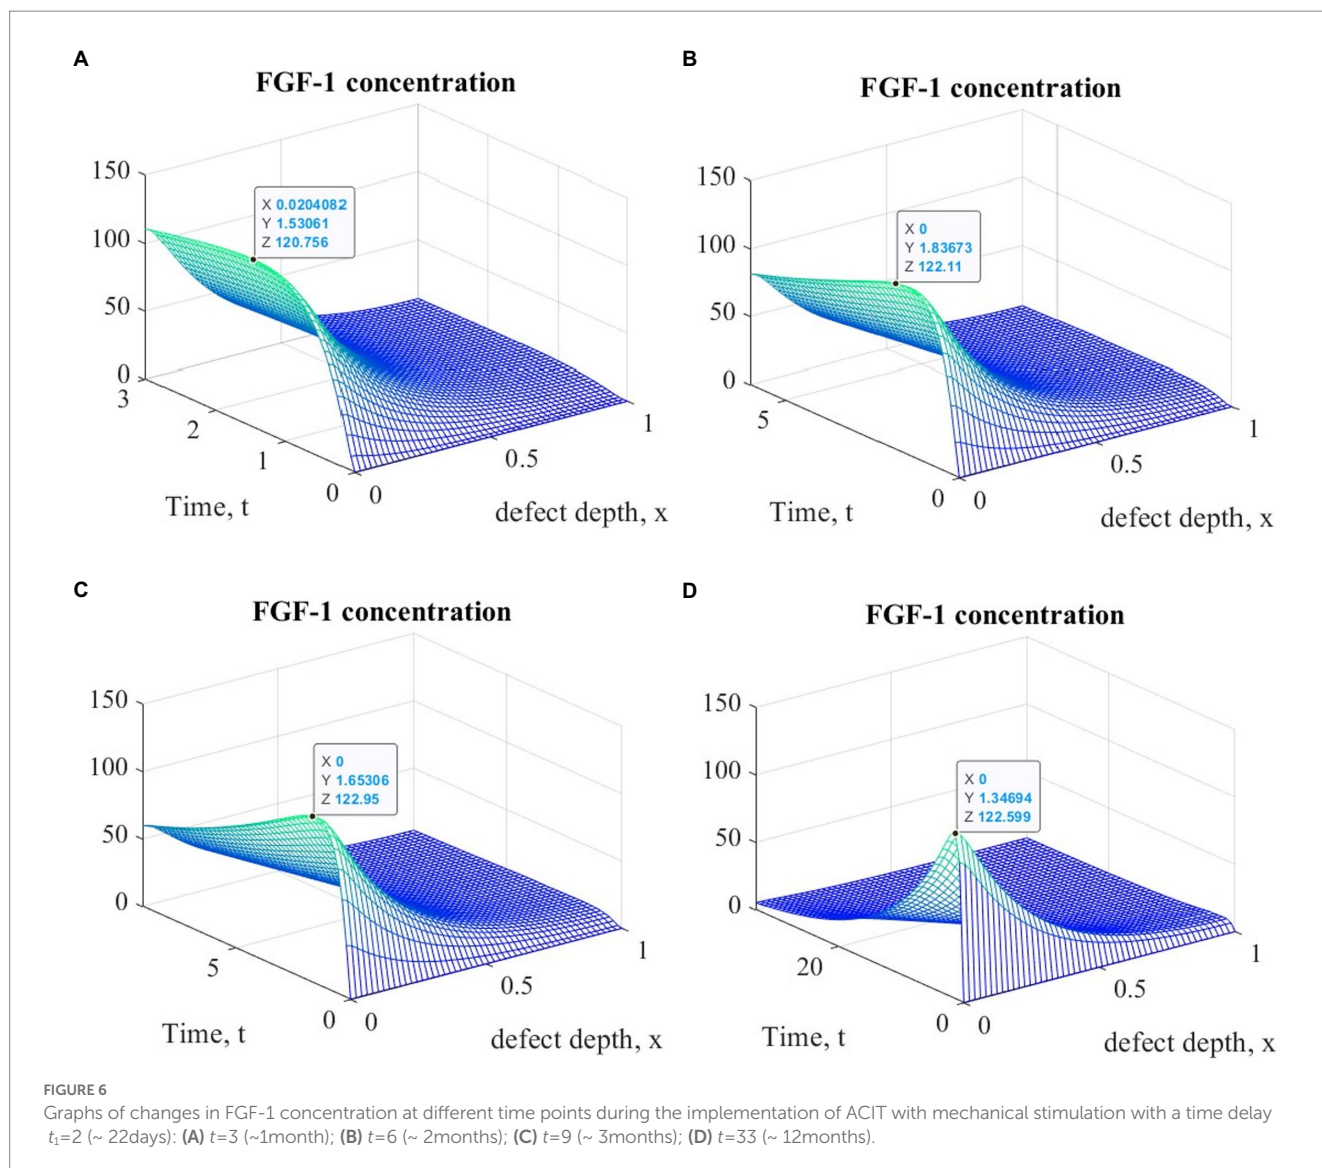 A
FGF-1 concentration
150
100
50
0
3
2
1
0
0
0.5
1
X 0.0204082
Y 1.53061
Z 120.756
Time, t
defect depth, x
B
FGF-1 concentration
150
100
50
0
5
0
0
0.5
1
X 0
Y 1.83673
Z 122.11
Time, t
defect depth, x
C
FGF-1 concentration
150
100
50
0
5
0
0
0.5
1
X 0
Y 1.65306
Z 122.95
Time, t
defect depth, x
D
FGF-1 concentration
150
100
50
0
20
0
0
0.5
1
X 0
Y 1.34694
Z 122.599
Time, t
defect depth, x
FIGURE 6
Graphs of changes in FGF-1 concentration at different time points during the implementation of ACIT with mechanical stimulation with a time delay
t₁=2 (~ 22days): (A) t=3 (~1month); (B) t=6 (~ 2months); (C) t=9 (~ 3months); (D) t=33 (~ 12months).